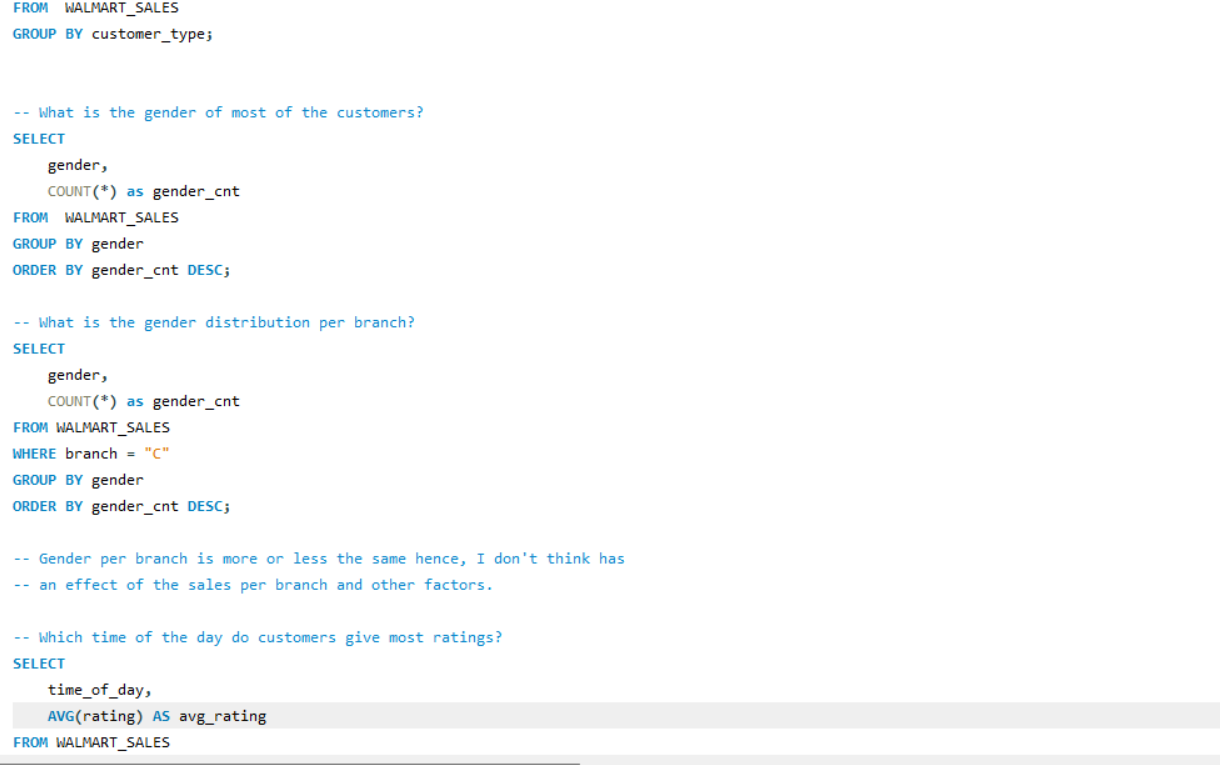 FROM  WALMART_SALES
GROUP BY customer_type;
-- What is the gender of most of the customers?
SELECT
    gender,
    COUNT(*) as gender_cnt
FROM  WALMART_SALES
GROUP BY gender
ORDER BY gender_cnt DESC;
-- What is the gender distribution per branch?
SELECT
    gender,
    COUNT(*) as gender_cnt
FROM WALMART_SALES
WHERE branch = "C"
GROUP BY gender
ORDER BY gender_cnt DESC;
-- Gender per branch is more or less the same hence, I don't think has
-- an effect of the sales per branch and other factors.
-- Which time of the day do customers give most ratings?
SELECT
    time_of_day,
    AVG(rating) AS avg_rating
FROM WALMART_SALES